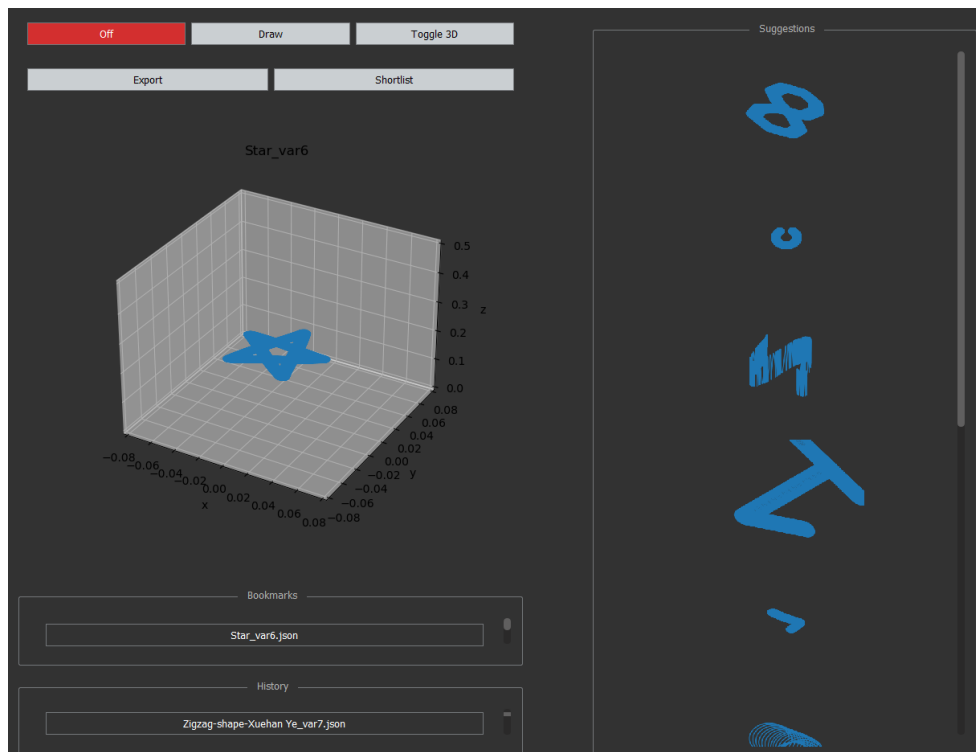 Off Draw Toggle 3D
Export Shortlist
Suggestions
Star_var6
0.5
0.4
0.3
z
0.2
0.1
0.0
0.08
0.06
0.04
0.02
0.00
−0.02
y
−0.04
−0.06
−0.08
−0.08
−0.06
−0.04
−0.02
0.00
x
0.02
0.04
0.06
0.08
Bookmarks
Star_var6.json
History
Zigzag-shape-Xuehan Ye_var7.json